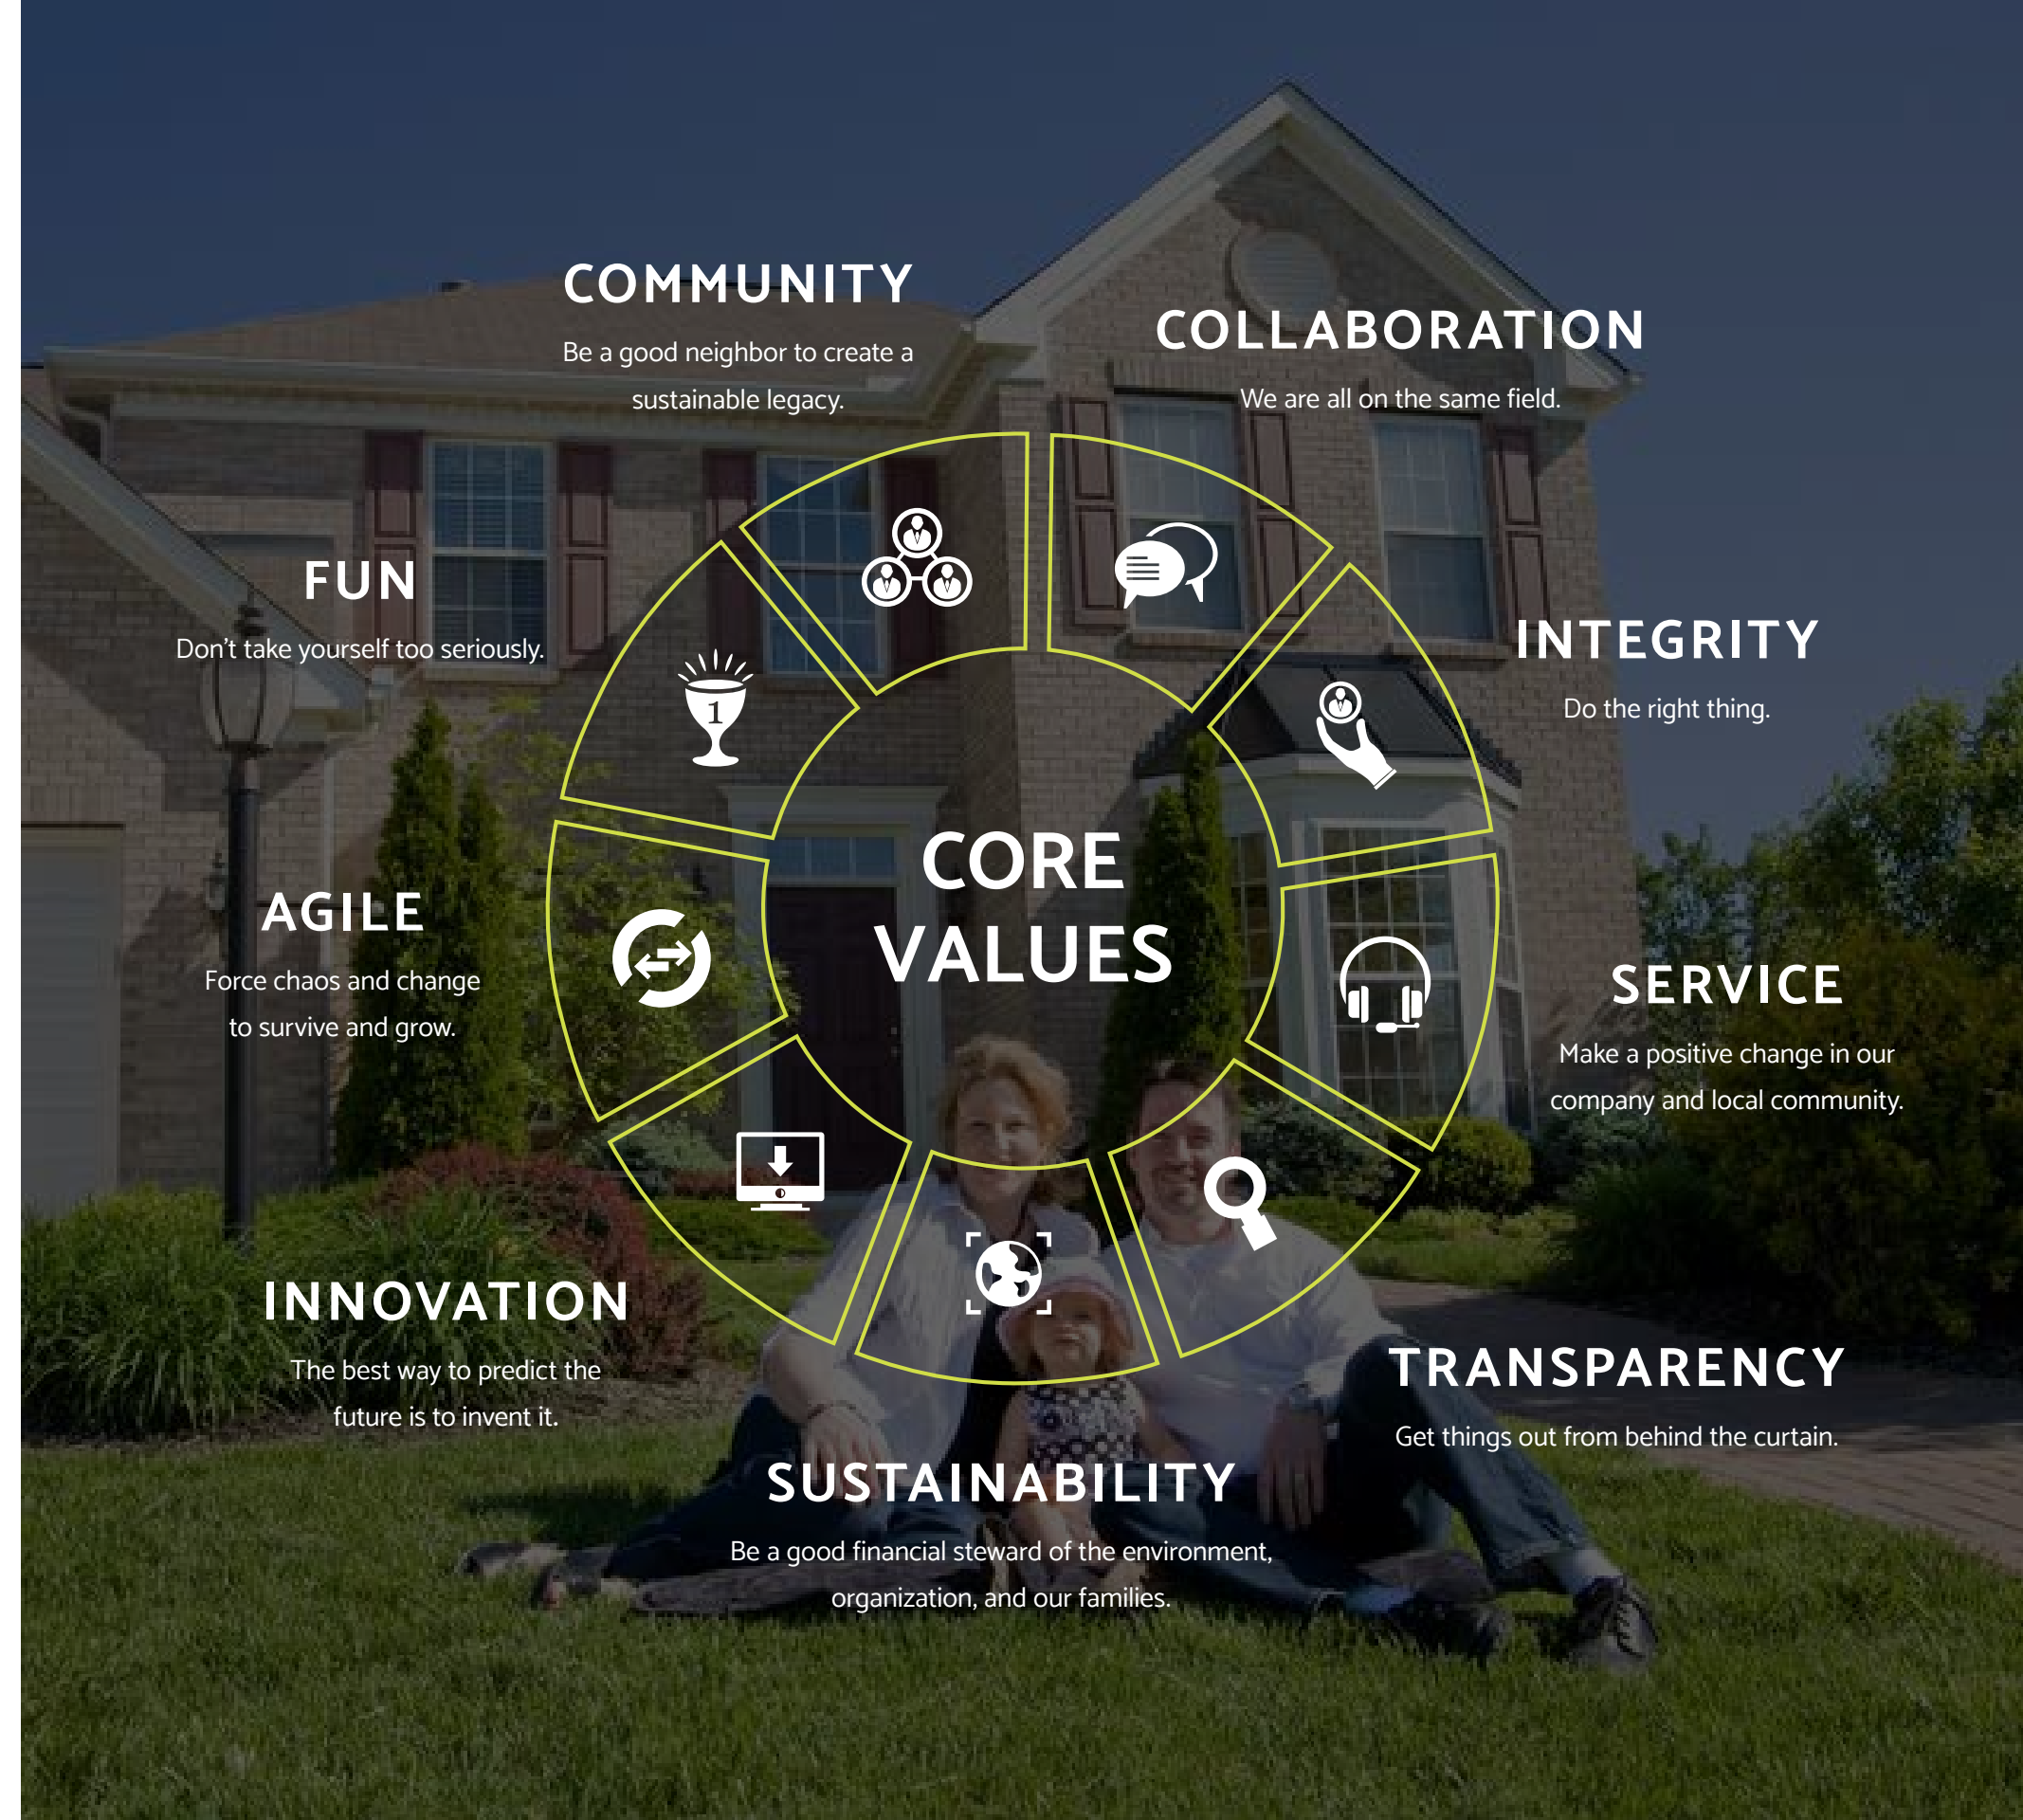 COMMUNITY
Be a good neighbor to create a
sustainable legacy.
COLLABORATION
We are all on the same field.
FUN
Don't take yourself too seriously.
1
INTEGRITY
Do the right thing.
CORE
VALUES
AGILE
Force chaos and change
to survive and grow.
SERVICE
Make a positive change in our
company and local community.
INNOVATION
The best way to predict the
future is to invent it.
TRANSPARENCY
Get things out from behind the curtain.
SUSTAINABILITY
Be a good financial steward of the environment,
organization, and our families.